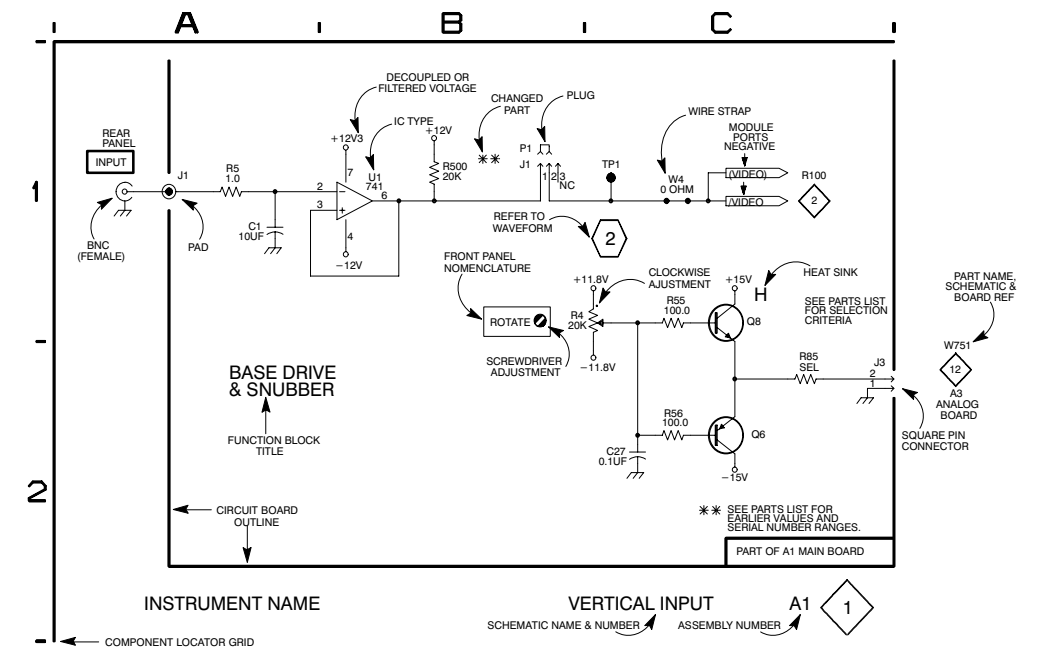 A B C
DECOUPLED OR
FILTERED VOLTAGE
CHANGED
PART
PLUG
IC TYPE
WIRE STRAP
REAR
PANEL
INPUT
+12V3
+12V
**
P1
MODULE
PORTS
NEGATIVE
1
J1
R5
1.0
7
U1
741
R500
20K
J1
1 2 3
NC
TP1
W4
0 OHM
(VIDEO)
/VIDEO
R100
2
2
3
6
4
−12V
C1
10UF
BNC
(FEMALE)
PAD
REFER TO
WAVEFORM
2
FRONT PANEL
NOMENCLATURE
+11.8V
CLOCKWISE
AJUSTMENT
+15V
H
HEAT SINK
PART NAME,
SCHEMATIC &
BOARD REF
ROTATE
R4
20K
R55
100.0
Q8
SEE PARTS LIST
FOR SELECTION
CRITERIA
SCREWDRIVER
ADJUSTMENT
−11.8V
R85
SEL
J3
2
1
W751
12
A3
ANALOG
BOARD
BASE DRIVE
& SNUBBER
FUNCTION BLOCK
TITLE
R56
100.0
Q6
SQUARE PIN
CONNECTOR
C27
0.1UF
−15V
2
CIRCUIT BOARD
OUTLINE
** SEE PARTS LIST FOR
EARLIER VALUES AND
SERIAL NUMBER RANGES.
PART OF A1 MAIN BOARD
INSTRUMENT NAME
VERTICAL INPUT
A1
1
SCHEMATIC NAME & NUMBER
ASSEMBLY NUMBER
COMPONENT LOCATOR GRID